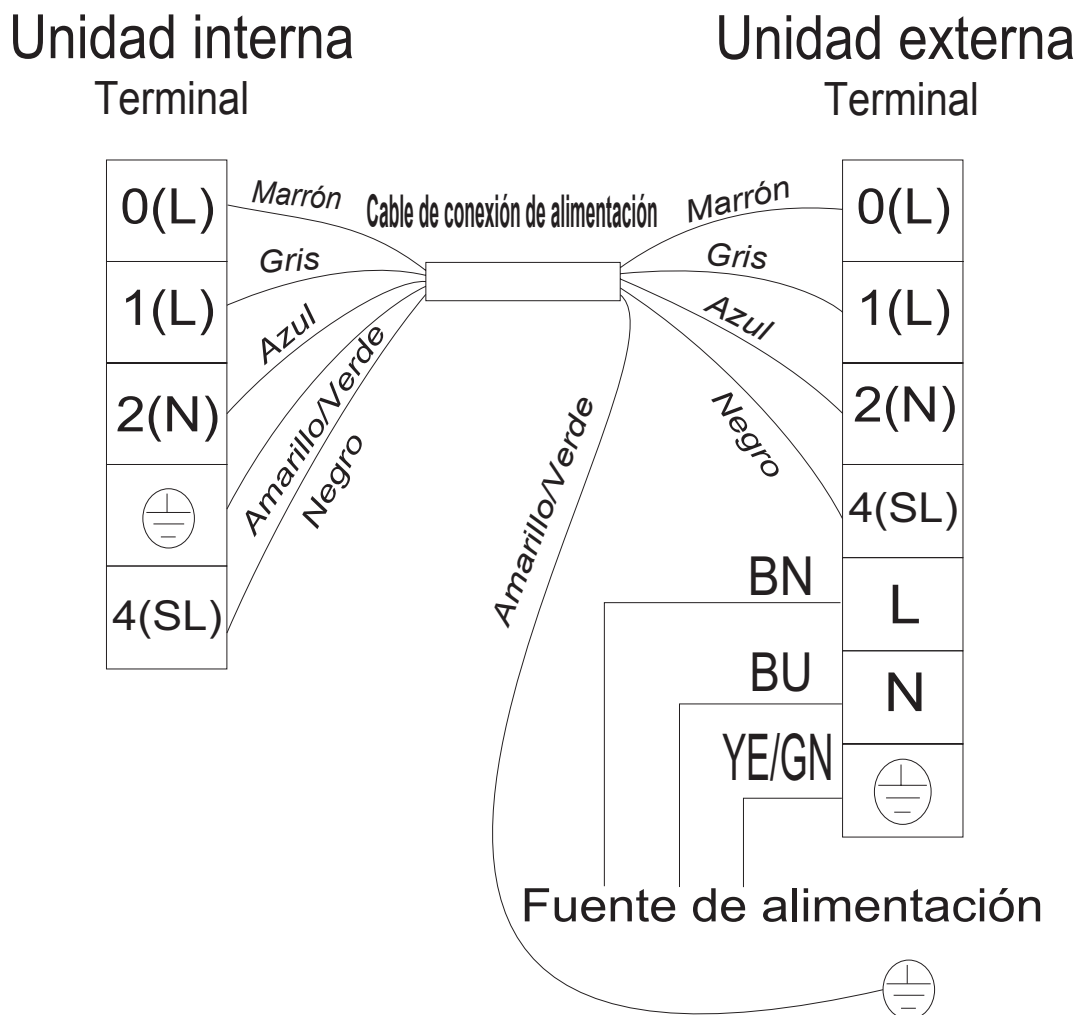 Unidad interna
Terminal
Unidad externa
Terminal
0(L)
1(L)
2(N)
4(SL)
Marrón
Gris
Azul
Amarillo/Verde
Negro
Cable de conexión de alimentación
Marrón
Gris
Azul
Negro
Amarillo/Verde
0(L)
1(L)
2(N)
4(SL)
L
N
BN
BU
YE/GN
Fuente de alimentación